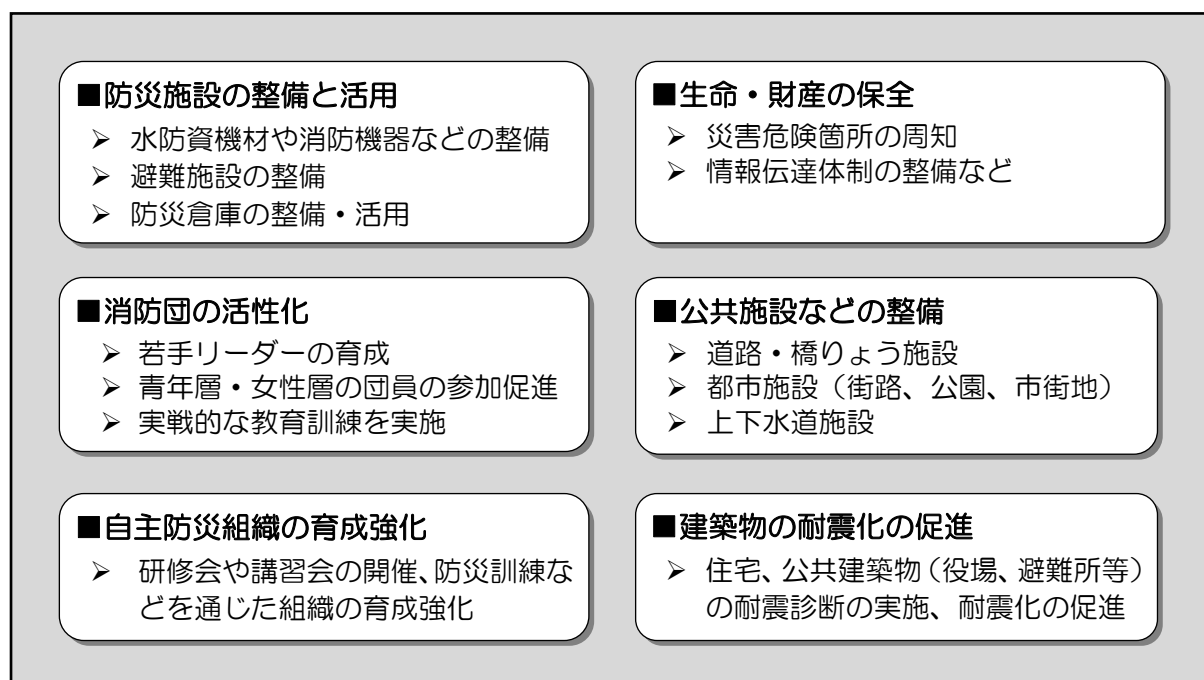 ■防災施設の整備と活用
➢ 水防資機材や消防機器などの整備
➢ 避難施設の整備
➢ 防災倉庫の整備・活用
■生命・財産の保全
➢ 災害危険箇所の周知
➢ 情報伝達体制の整備など
■消防団の活性化
➢ 若手リーダーの育成
➢ 青年層・女性層の団員の参加促進
➢ 実戦的な教育訓練を実施
■公共施設などの整備
➢ 道路・橋りょう施設
➢ 都市施設（街路、公園、市街地）
➢ 上下水道施設
■自主防災組織の育成強化
➢ 研修会や講習会の開催、防災訓練な
どを通じた組織の育成強化
■建築物の耐震化の促進
➢ 住宅、公共建築物（役場、避難所等）
の耐震診断の実施、耐震化の促進